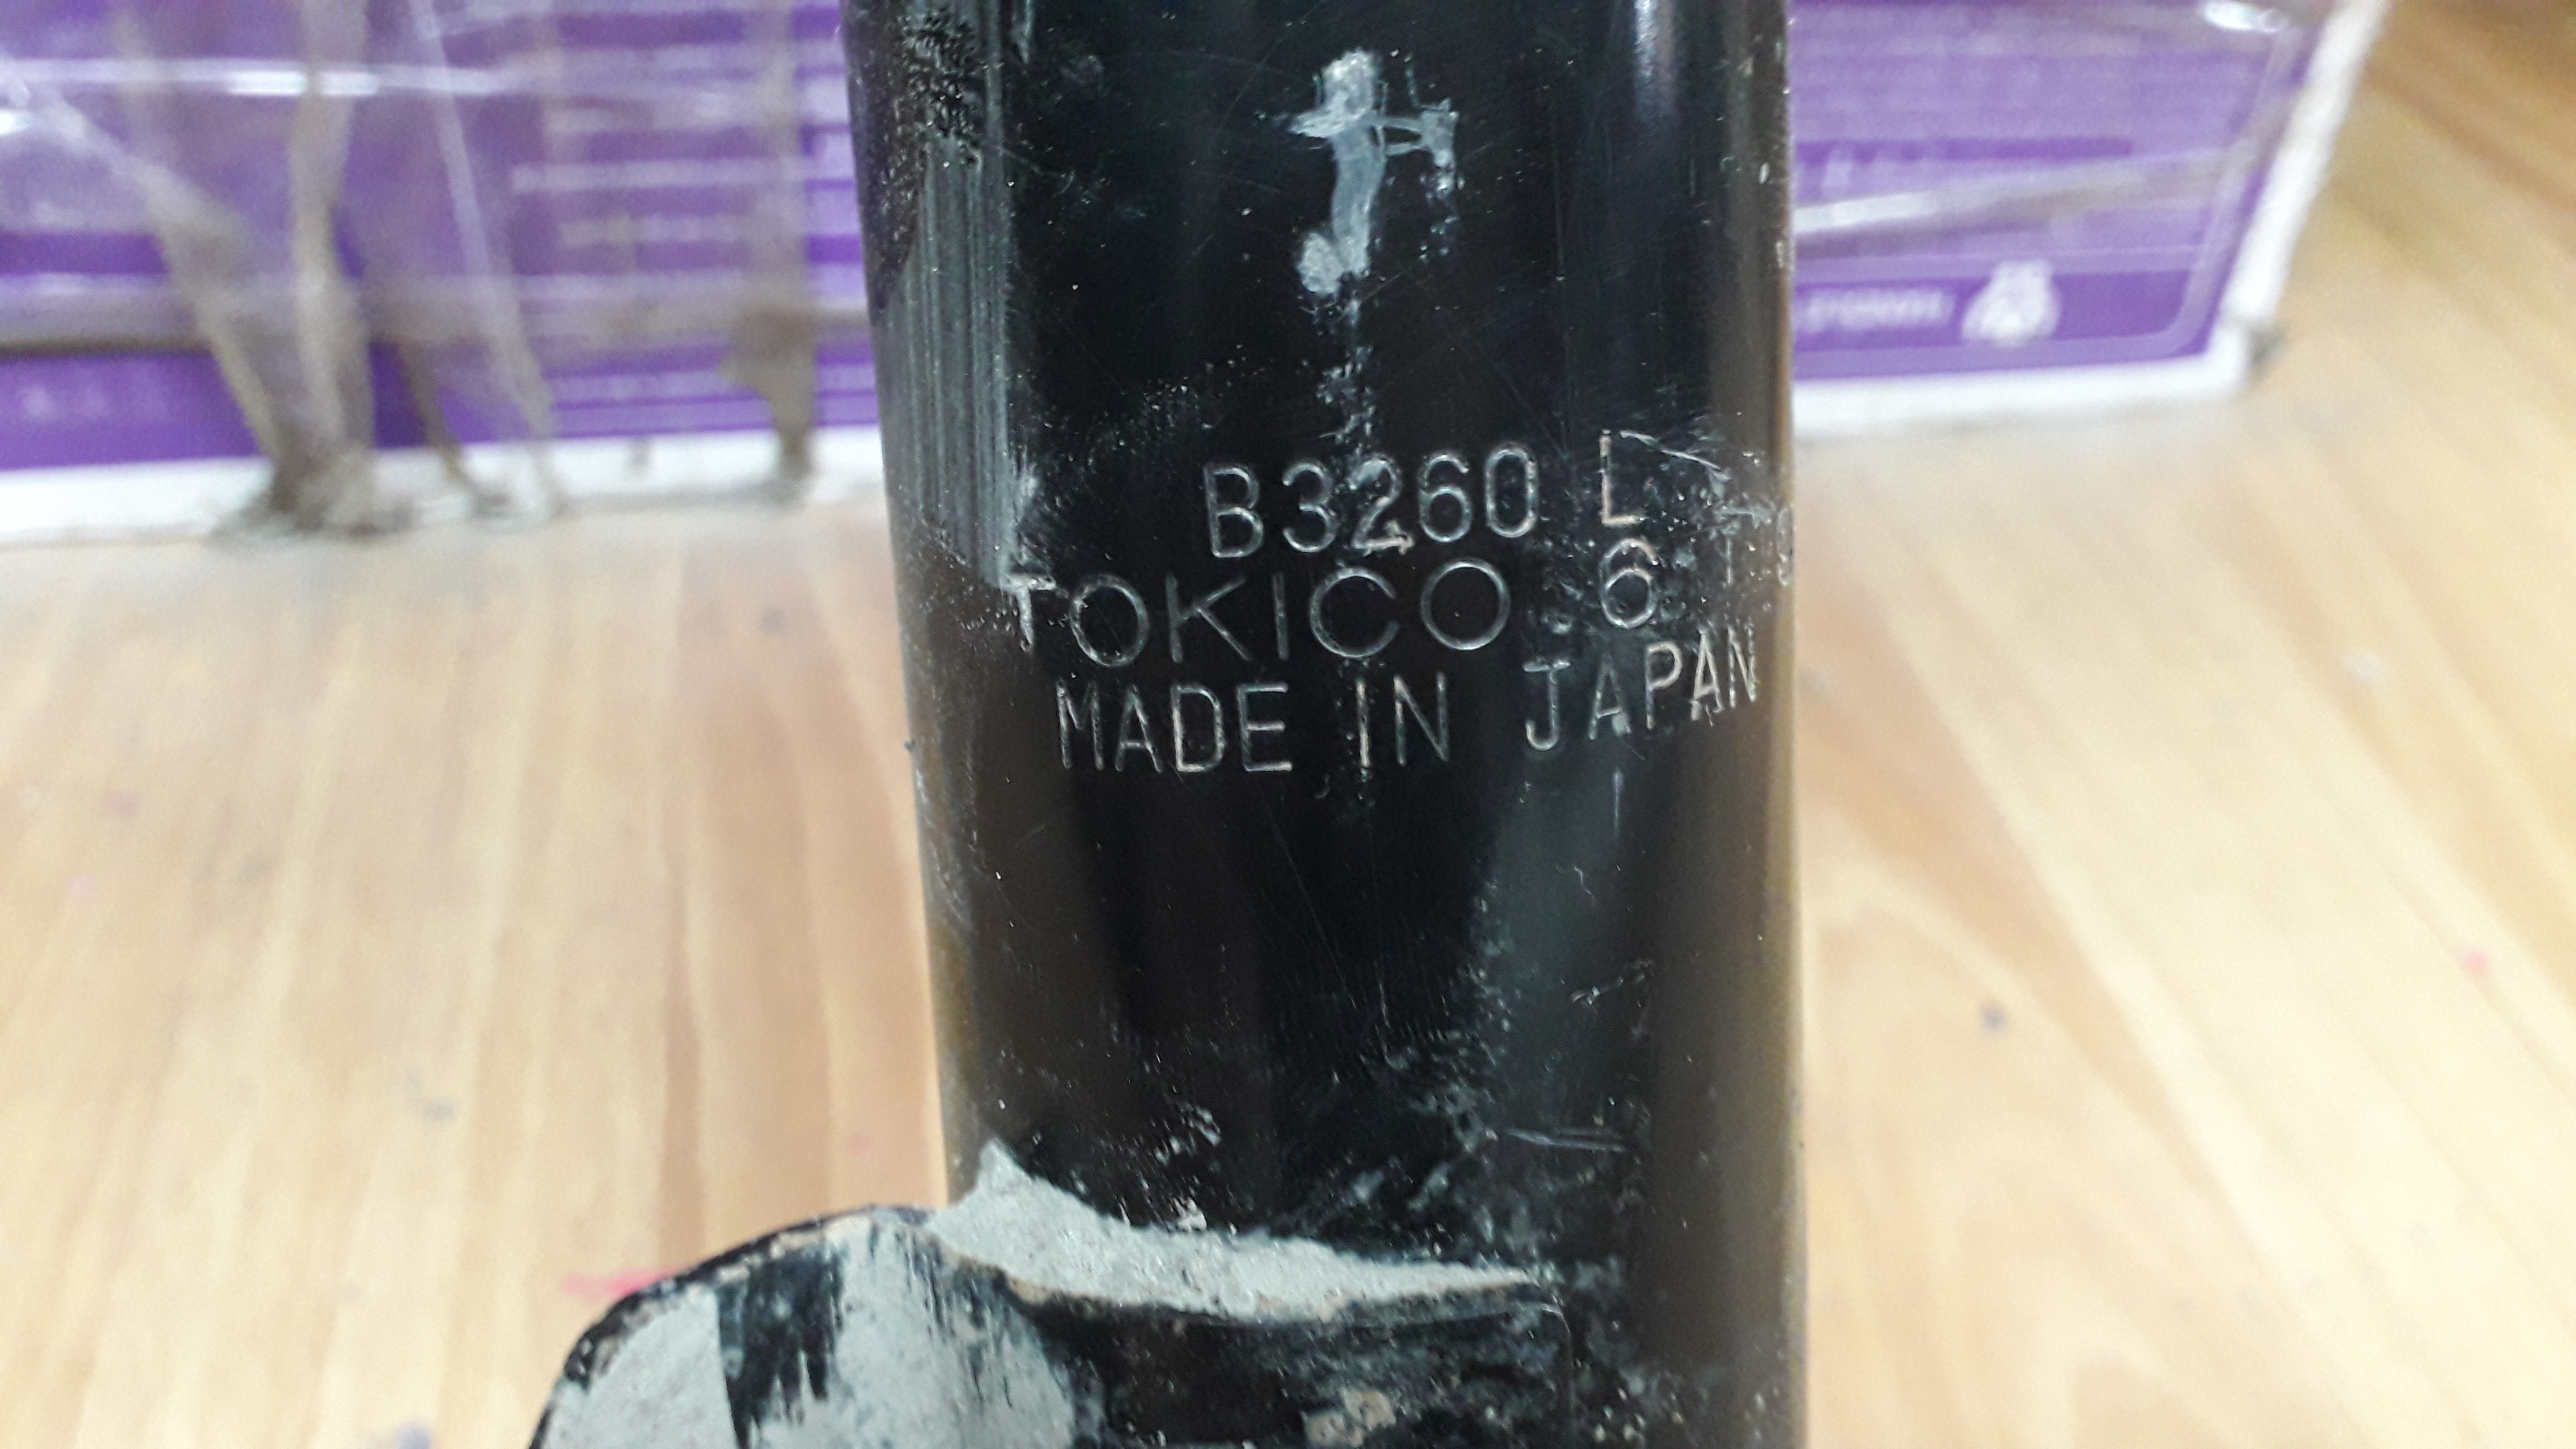 B3260 L
TOKICO 6
MADE IN JAPAN